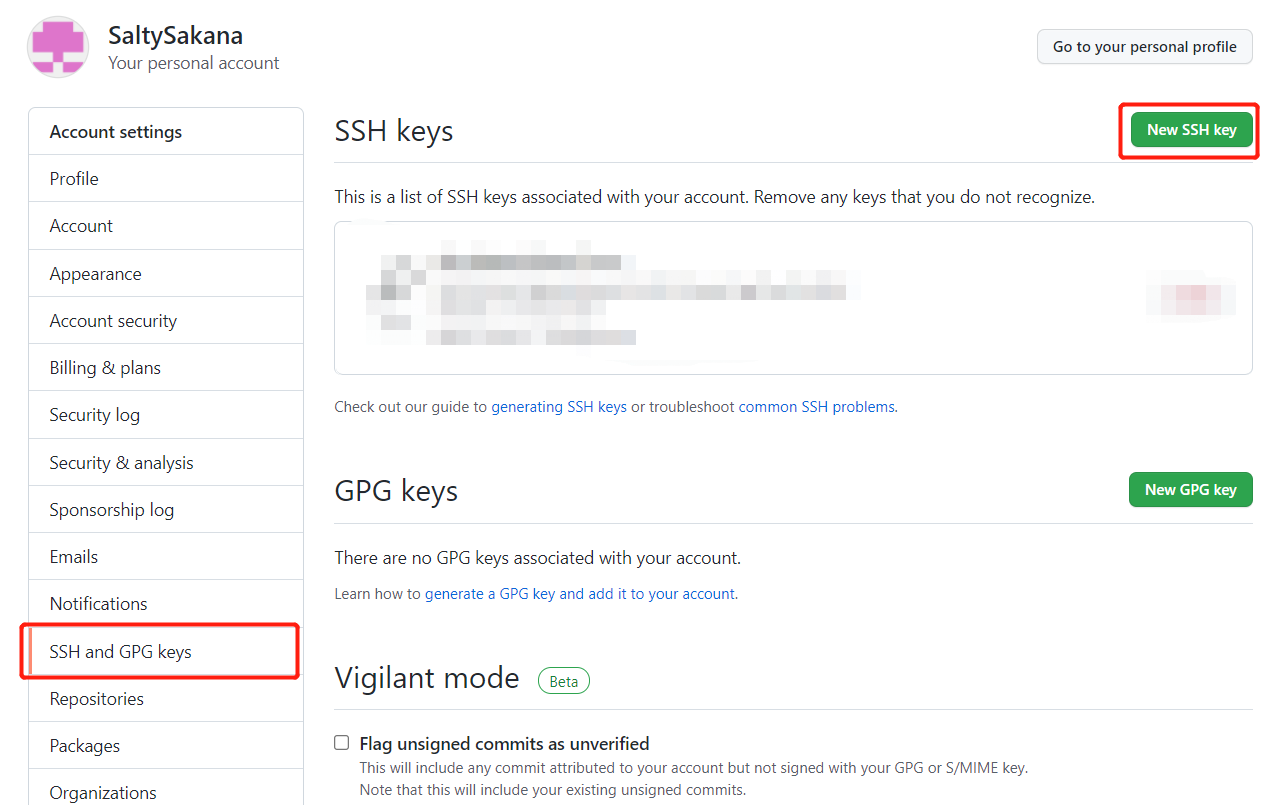 SaltySakana
Your personal account
Go to your personal profile
Account settings
Profile
Account
Appearance
Account security
Billing & plans
Security log
Security & analysis
Sponsorship log
Emails
Notifications
SSH and GPG keys
Repositories
Packages
Organizations
SSH keys
New SSH key
This is a list of SSH keys associated with your account. Remove any keys that you do not recognize.
Check out our guide to generating SSH keys or troubleshoot common SSH problems.
GPG keys
New GPG key
There are no GPG keys associated with your account.
Learn how to generate a GPG key and add it to your account.
Vigilant mode Beta
Flag unsigned commits as unverified
This will include any commit attributed to your account but not signed with your GPG or S/MIME key.
Note that this will include your existing unsigned commits.